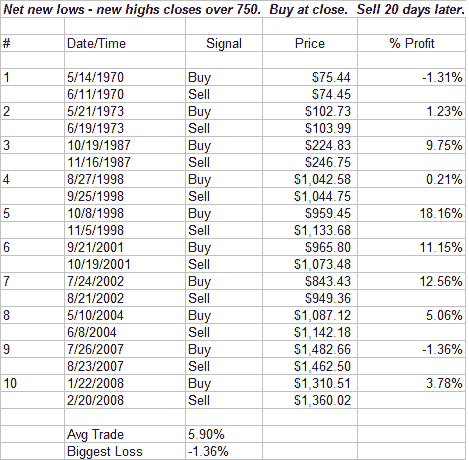 Net new lows - new highs closes over 750.  Buy at close.  Sell 20 days later.
# Date/Time Signal Price % Profit
1 5/14/1970 Buy $75.44 -1.31%
6/11/1970 Sell $74.45
2 5/21/1973 Buy $102.73 1.23%
6/19/1973 Sell $103.99
3 10/19/1987 Buy $224.83 9.75%
11/16/1987 Sell $246.75
4 8/27/1998 Buy $1,042.58 0.21%
9/25/1998 Sell $1,044.75
5 10/8/1998 Buy $959.45 18.16%
11/5/1998 Sell $1,133.68
6 9/21/2001 Buy $965.80 11.15%
10/19/2001 Sell $1,073.48
7 7/24/2002 Buy $843.43 12.56%
8/21/2002 Sell $949.36
8 5/10/2004 Buy $1,087.12 5.06%
6/8/2004 Sell $1,142.18
9 7/26/2007 Buy $1,482.66 -1.36%
8/23/2007 Sell $1,462.50
10 1/22/2008 Buy $1,310.51 3.78%
2/20/2008 Sell $1,360.02
Avg Trade 5.90%
Biggest Loss -1.36%